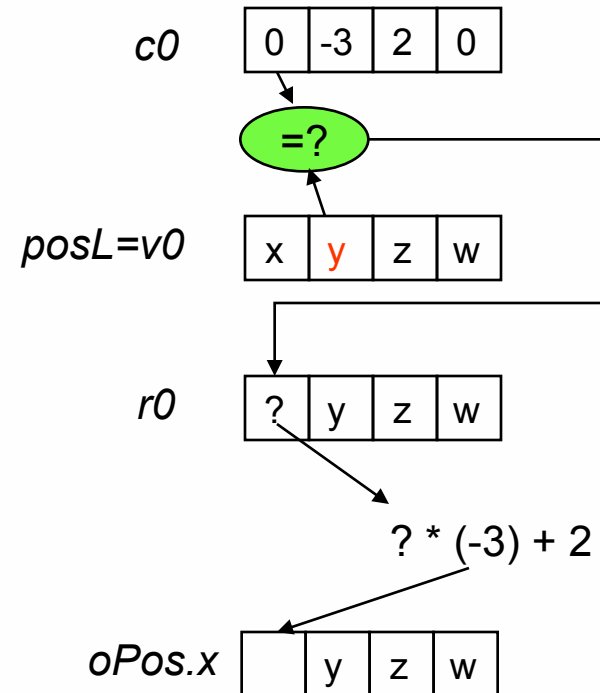 c0 0 -3 2 0
=?
posL=v0 x y z w
r0 ? y z w
? * (-3) + 2
oPos.x y z w